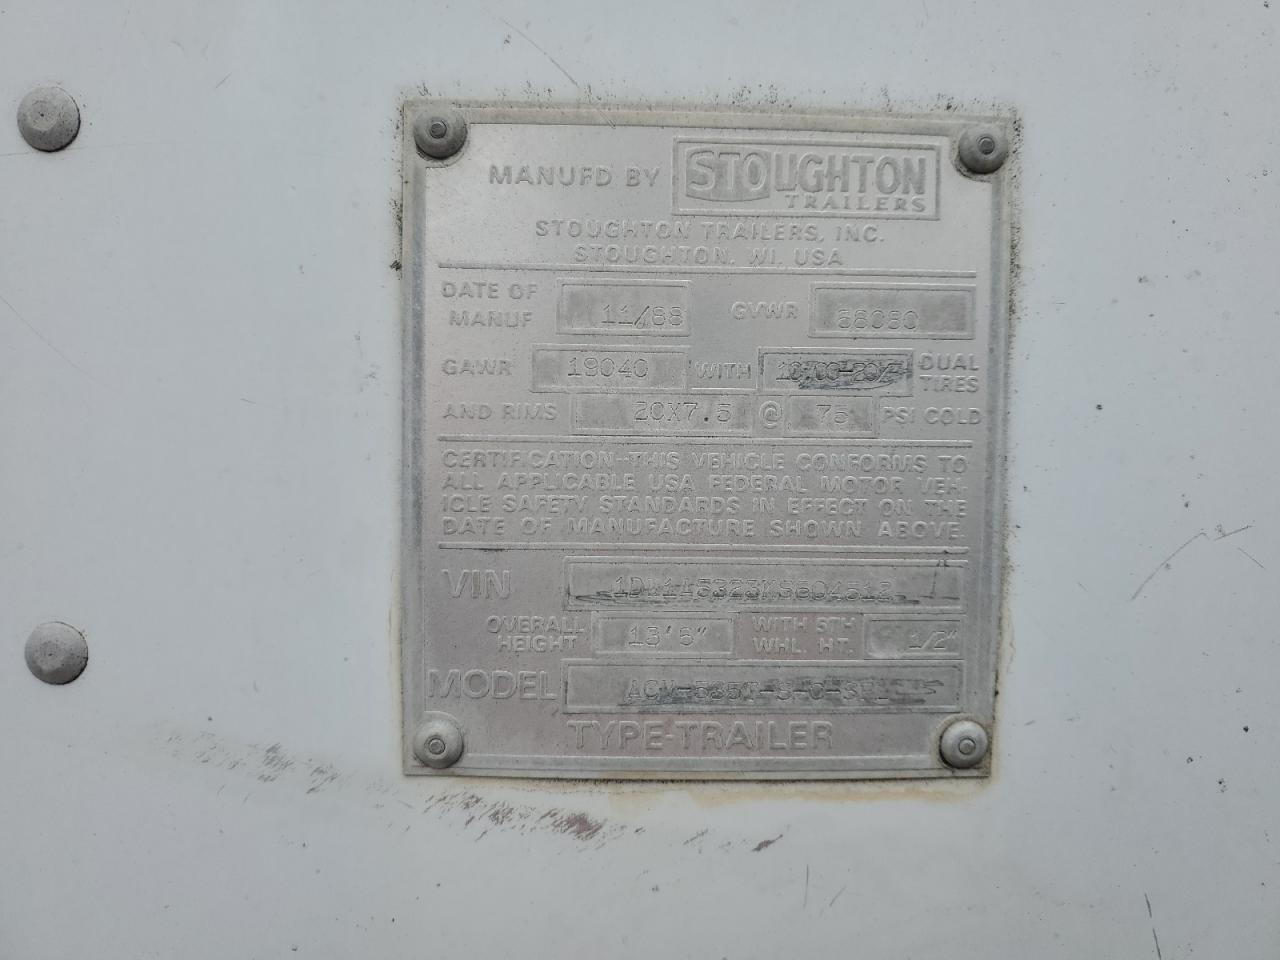 MANUFD BY STOUGHTON
TRAILERS
STOUGHTON TRAILERS, INC.
STOUGHTON, WI. USA
DATE OF
MANUF 11/88 GVWR
GAWR 19040 WITH DUAL
TIRES
AND RIMS 20X7.5 @ 75 PSI COLD
CERTIFICATION-THIS VEHICLE CONFORMS TO
ALL APPLICABLE USA FEDERAL MOTOR VEH-
ICLE SAFETY STANDARDS IN EFFECT ON THE
DATE OF MANUFACTURE SHOWN ABOVE.
VIN
OVERALL
HEIGHT 13'6" WITH 5TH
WHL. HT. 1/2"
MODEL
TYPE-TRAILER